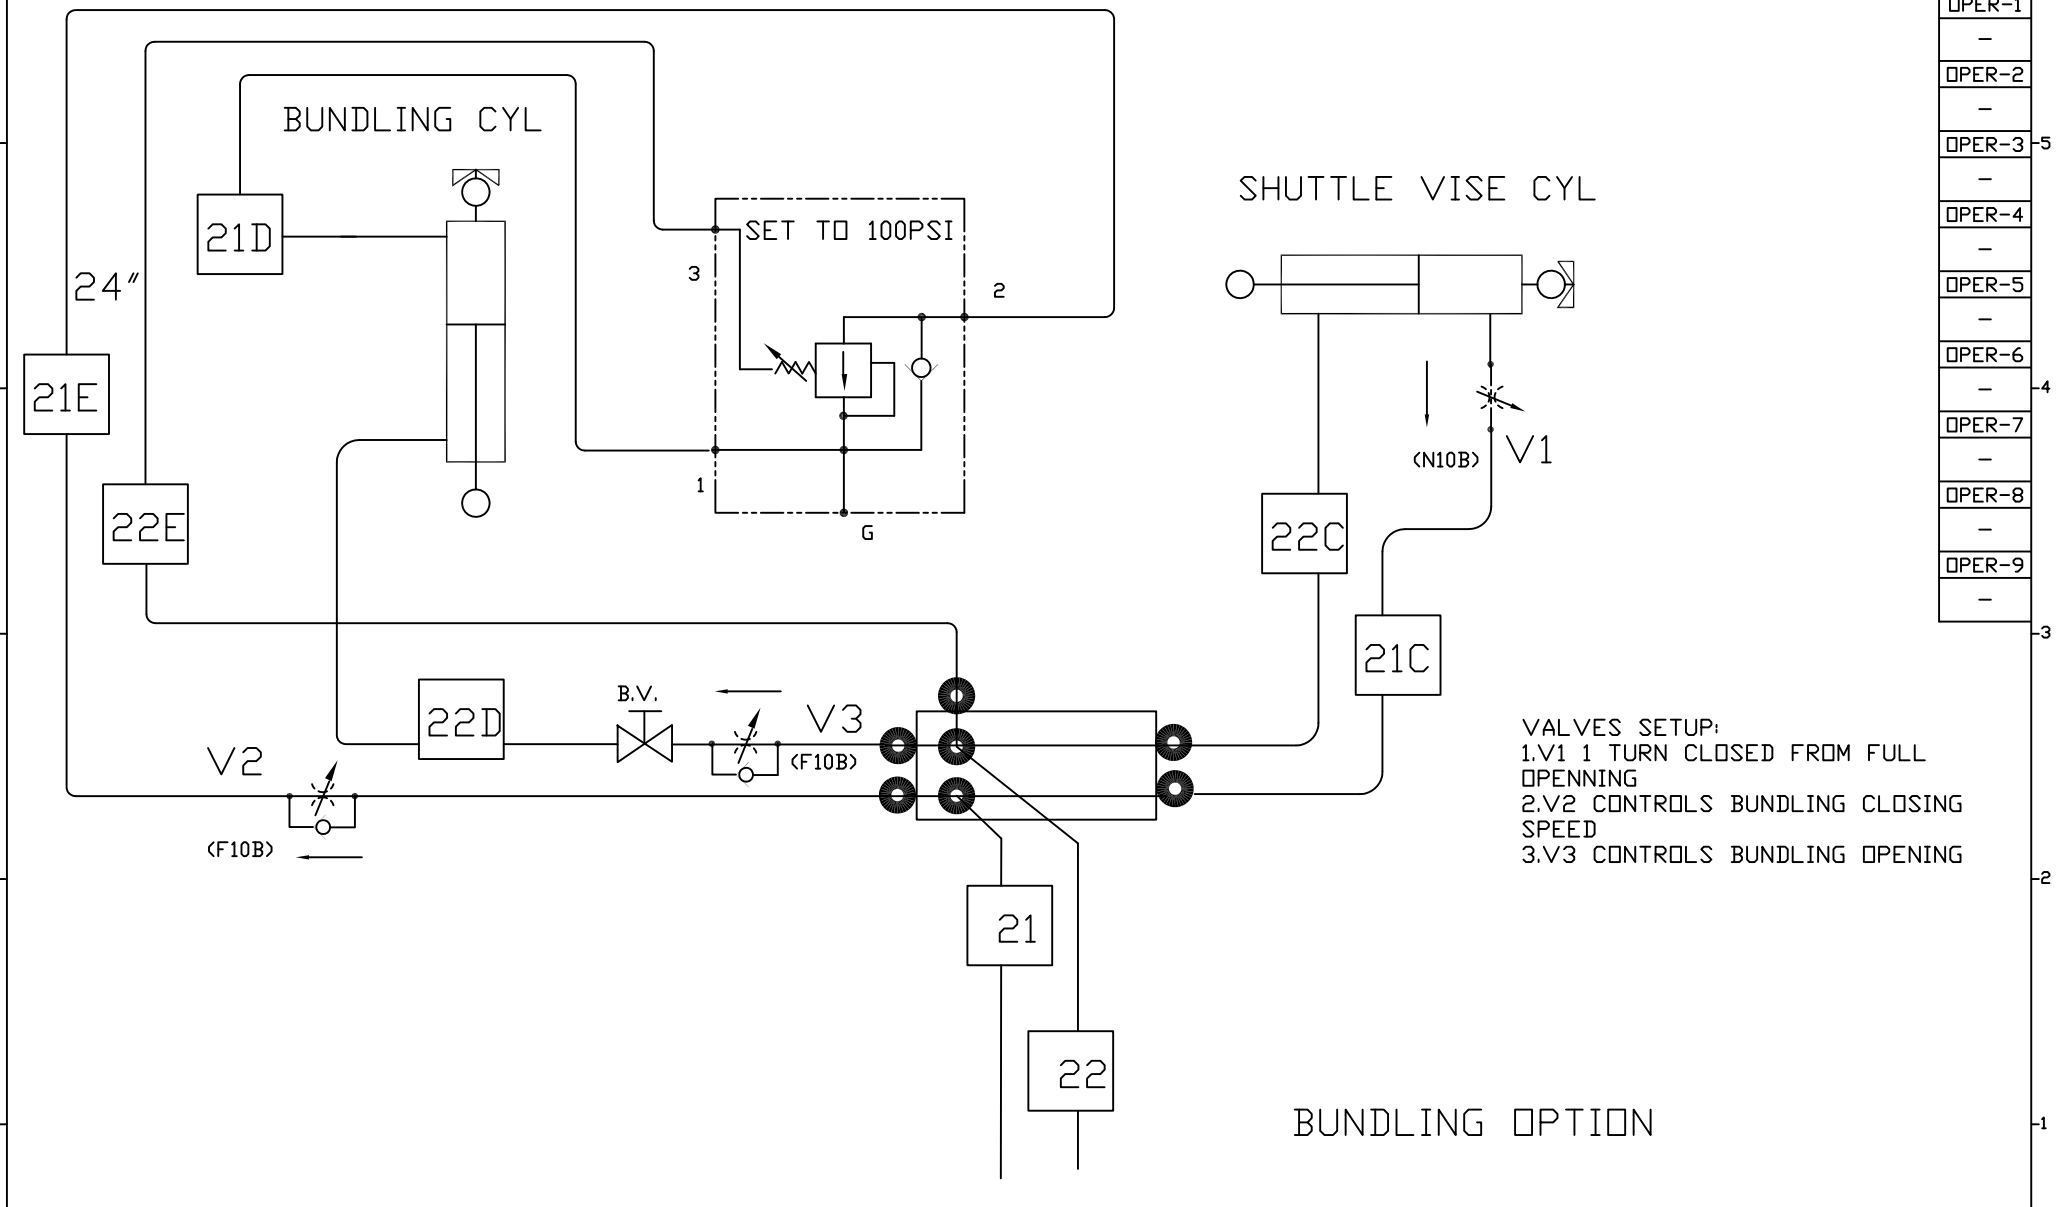 OPER-1
-
OPER-2
-
OPER-3
-
OPER-4
-
OPER-5
-
OPER-6
-
OPER-7
-
OPER-8
-
OPER-9
-
5
4
3
2
1
BUNDLING CYL
21D
24"
21E
22E
SET TO 100PSI
3
2
1
G
SHUTTLE VISE CYL
(N10B)
V1
22C
21C
22D
B.V.
V3
(F10B)
V2
(F10B)
21
22
VALVES SETUP:
1.V1 1 TURN CLOSED FROM FULL
OPENNING
2.V2 CONTROLS BUNDLING CLOSING
SPEED
3.V3 CONTROLS BUNDLING OPENING
BUNDLING OPTION